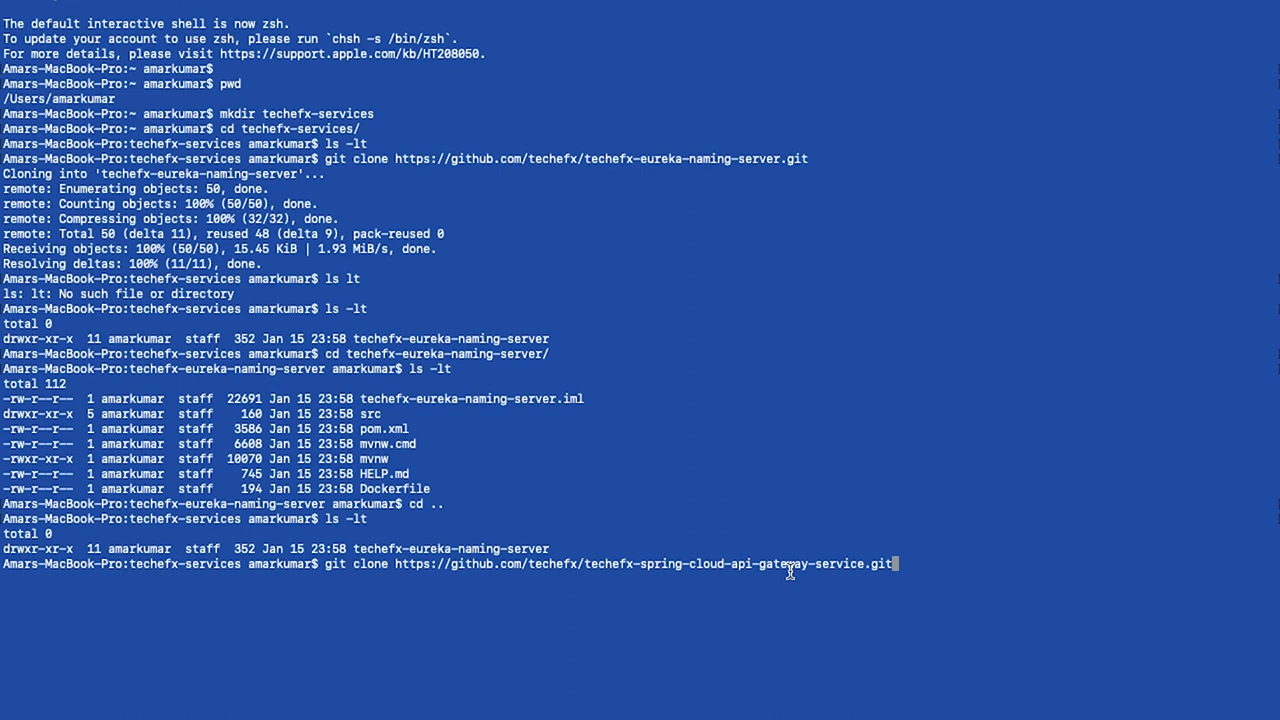 The default interactive shell is now zsh.
To update your account to use zsh, please run `chsh -s /bin/zsh`.
For more details, please visit https://support.apple.com/kb/HT208050.
Amars-MacBook-Pro:~ amarkumar$
Amars-MacBook-Pro:~ amarkumar$ pwd
/Users/amarkumar
Amars-MacBook-Pro:~ amarkumar$ mkdir techefx-services
Amars-MacBook-Pro:~ amarkumar$ cd techefx-services/
Amars-MacBook-Pro:techefx-services amarkumar$ ls -lt
Amars-MacBook-Pro:techefx-services amarkumar$ git clone https://github.com/techefx/techefx-eureka-naming-server.git
Cloning into 'techefx-eureka-naming-server'...
remote: Enumerating objects: 50, done.
remote: Counting objects: 100% (50/50), done.
remote: Compressing objects: 100% (32/32), done.
remote: Total 50 (delta 11), reused 48 (delta 9), pack-reused 0
Receiving objects: 100% (50/50), 15.45 KiB | 1.93 MiB/s, done.
Resolving deltas: 100% (11/11), done.
Amars-MacBook-Pro:techefx-services amarkumar$ ls lt
ls: lt: No such file or directory
Amars-MacBook-Pro:techefx-services amarkumar$ ls -lt
total 0
drwxr-xr-x  11 amarkumar  staff  352 Jan 15 23:58 techefx-eureka-naming-server
Amars-MacBook-Pro:techefx-services amarkumar$ cd techefx-eureka-naming-server/
Amars-MacBook-Pro:techefx-eureka-naming-server amarkumar$ ls -lt
total 112
-rw-r--r--  1 amarkumar  staff  22691 Jan 15 23:58 techefx-eureka-naming-server.iml
drwxr-xr-x  5 amarkumar  staff    160 Jan 15 23:58 src
-rw-r--r--  1 amarkumar  staff   3586 Jan 15 23:58 pom.xml
-rw-r--r--  1 amarkumar  staff   6608 Jan 15 23:58 mvnw.cmd
-rwxr-xr-x  1 amarkumar  staff  10070 Jan 15 23:58 mvnw
-rw-r--r--  1 amarkumar  staff    745 Jan 15 23:58 HELP.md
-rw-r--r--  1 amarkumar  staff    194 Jan 15 23:58 Dockerfile
Amars-MacBook-Pro:techefx-eureka-naming-server amarkumar$ cd ..
Amars-MacBook-Pro:techefx-services amarkumar$ ls -lt
total 0
drwxr-xr-x  11 amarkumar  staff  352 Jan 15 23:58 techefx-eureka-naming-server
Amars-MacBook-Pro:techefx-services amarkumar$ git clone https://github.com/techefx/techefx-spring-cloud-api-gateway-service.git